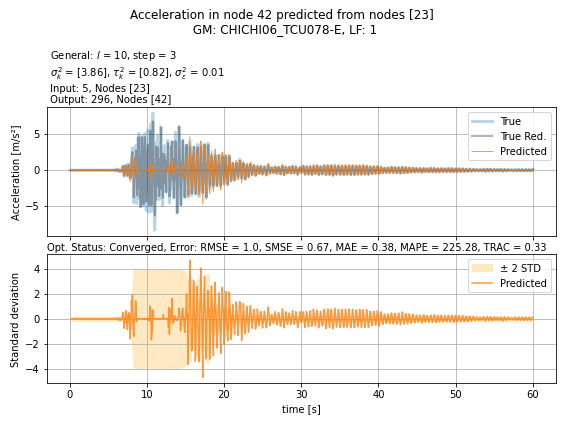 Acceleration in node 42 predicted from nodes [23]
GM: CHICHI06_TCU078-E, LF: 1
General: l = 10, step = 3
σ²ₖ = [3.86], τ²ₖ = [0.82], σ²ε = 0.01
Input: 5, Nodes [23]
Output: 296, Nodes [42]
Acceleration [m/s²]
5
0
−5
True
True Red.
Predicted
Opt. Status: Converged, Error: RMSE = 1.0, SMSE = 0.67, MAE = 0.38, MAPE = 225.28, TRAC = 0.33
Standard deviation
4
2
0
−2
−4
± 2 STD
Predicted
0 10 20 30 40 50 60
time [s]